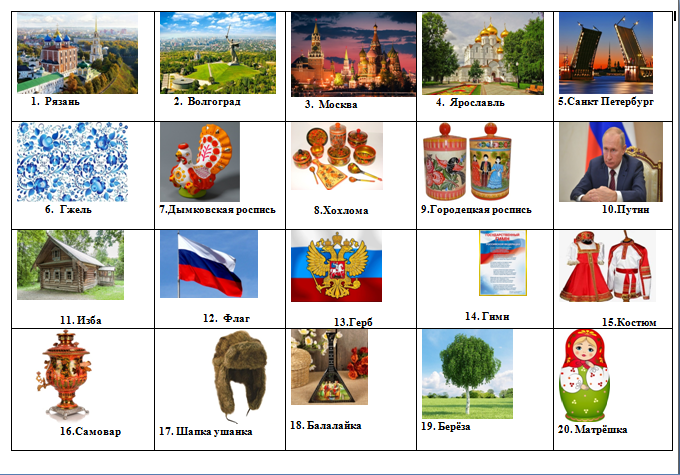 1. Рязань
2. Волгоград
3. Москва
4. Ярославль
5.Санкт Петербург
6. Гжель
7.Дымковская роспись
8.Хохлома
9.Городецкая роспись
10.Путин
11. Изба
12. Флаг
13.Герб
14. Гимн
15.Костюм
16.Самовар
17. Шапка ушанка
18. Балалайка
19. Берёза
20. Матрёшка